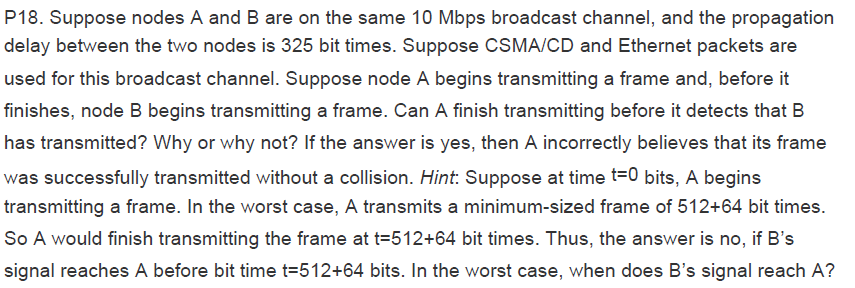 P18. Suppose nodes A and B are on the same 10 Mbps broadcast channel, and the propagation
delay between the two nodes is 325 bit times. Suppose CSMA/CD and Ethernet packets are
used for this broadcast channel. Suppose node A begins transmitting a frame and, before it
finishes, node B begins transmitting a frame. Can A finish transmitting before it detects that B
has transmitted? Why or why not? If the answer is yes, then A incorrectly believes that its frame
was successfully transmitted without a collision. Hint: Suppose at time t=0 bits, A begins
transmitting a frame. In the worst case, A transmits a minimum-sized frame of 512+64 bit times.
So A would finish transmitting the frame at t=512+64 bit times. Thus, the answer is no, if B's
signal reaches A before bit time t=512+64 bits. In the worst case, when does B's signal reach A?